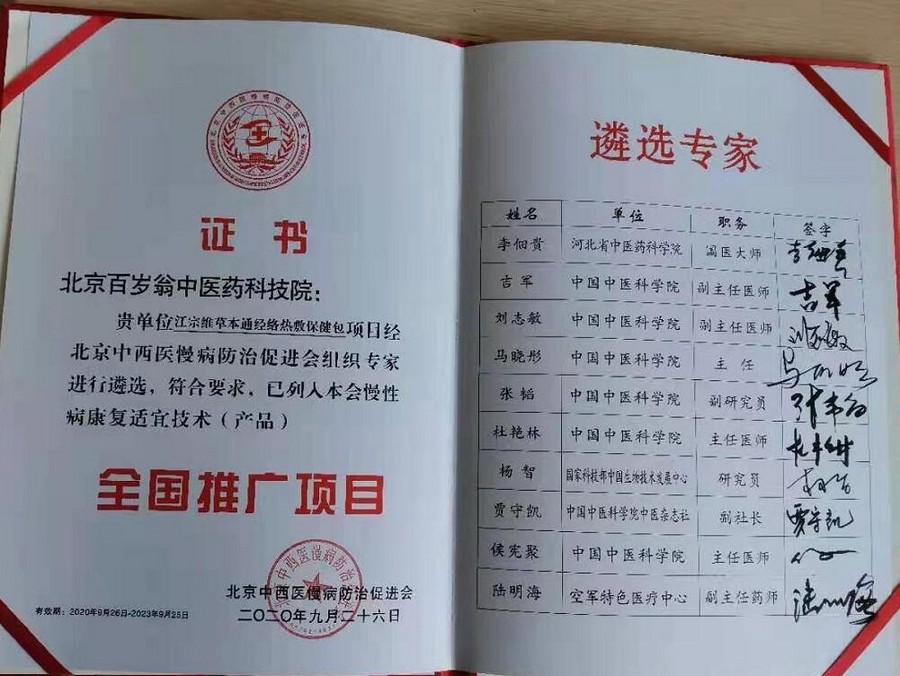 证书
北京百岁翁中医药科技院：
贵单位江宗维草本通经络热敷保健包项目经
北京中西医慢病防治促进会组织专家
进行遴选，符合要求，已列入本会慢性
病康复适宜技术（产品）
全国推广项目
北京中西医慢病防治促进会
二〇二〇年九月二十六日
有效期：2020年9月26日-2023年9月25日
遴选专家
姓名 单位 职务 签字
李佃贵 河北省中医药科学院 国医大师
吉军 中国中医科学院 副主任医师 吉军
刘志敏 中国中医科学院 副主任医师
马晓彤 中国中医科学院 主任
张韬 中国中医科学院 副研究员
杜艳林 中国中医科学院 主任医师
杨智 国家科技部中国生物技术发展中心 研究员
贾守凯 中国中医科学院中医杂志社 副社长 贾守凯
侯宪聚 中国中医科学院 主任医师
陆明海 空军特色医疗中心 副主任药师